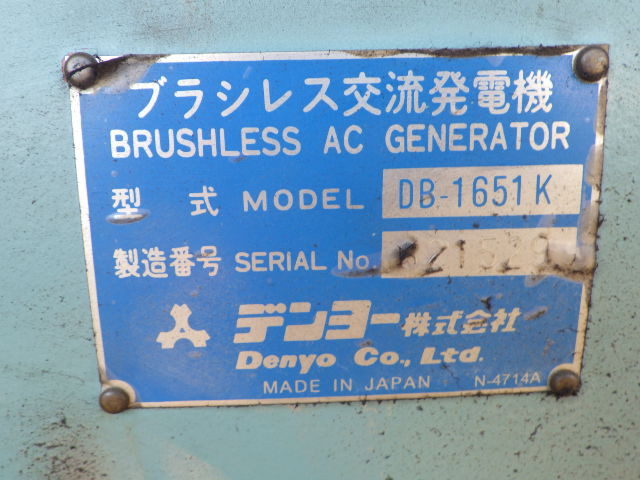 ブラシレス交流発電機
BRUSHLESS AC GENERATOR
型式 MODEL DB-1651K
製造番号 SERIAL No.
デンヨー株式会社
Denyo Co., Ltd.
MADE IN JAPAN N-4714A